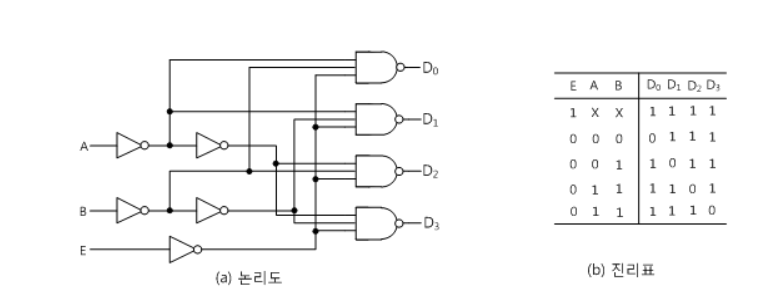 D₀
D₁
A
D₂
B
D₃
E
(a) 논리도
E A B D₀ D₁ D₂ D₃
1 X X 1 1 1 1
0 0 0 0 1 1 1
0 0 1 1 0 1 1
0 1 1 1 1 0 1
0 1 1 1 1 1 0
(b) 진리표